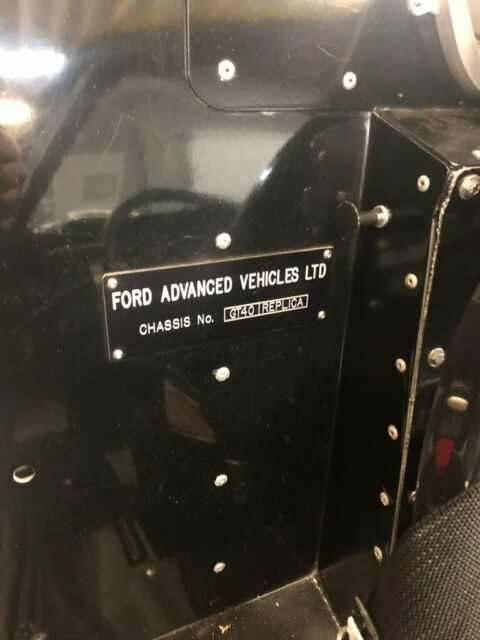 FORD ADVANCED VEHICLES LTD
CHASSIS No. GT40 REPLICA